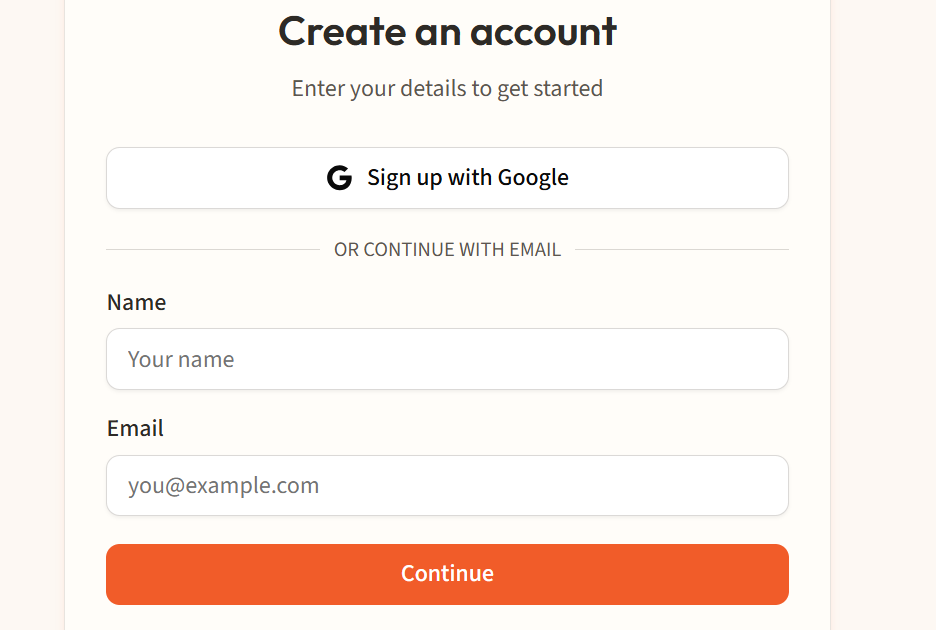 Create an account
Enter your details to get started
Sign up with Google
OR CONTINUE WITH EMAIL
Name
Your name
Email
you@example.com
Continue